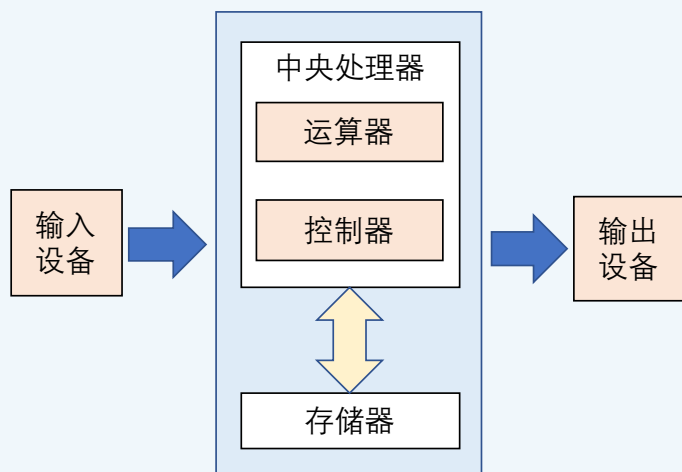 中央处理器
运算器
控制器
输入
设备
输出
设备
存储器